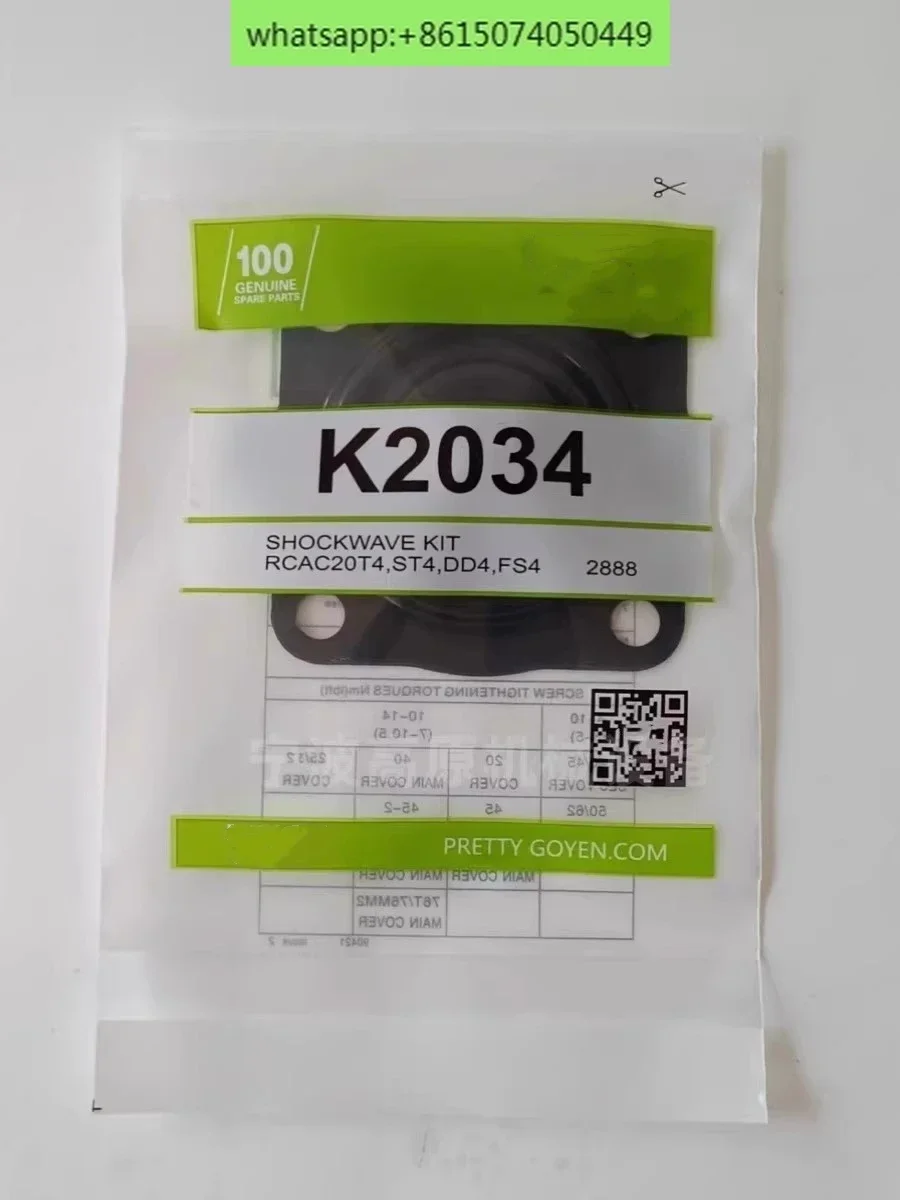 whatsapp:+8615074050449
100
GENUINE
SPARE PARTS
K2034
SHOCKWAVE KIT
RCAC20T4,ST4,DD4,FS4 2888
SCREW TIGHTENING TORQUES Nm(lbft)
10-14
10
(7-10.5)
25/3 2 40 20
COVER MAIN COVER COVER
45-2 45 50/62
PRETTY GOYEN.COM
MAIN COVER MAIN COVER
76T/76MM2
MAIN COVER
90421